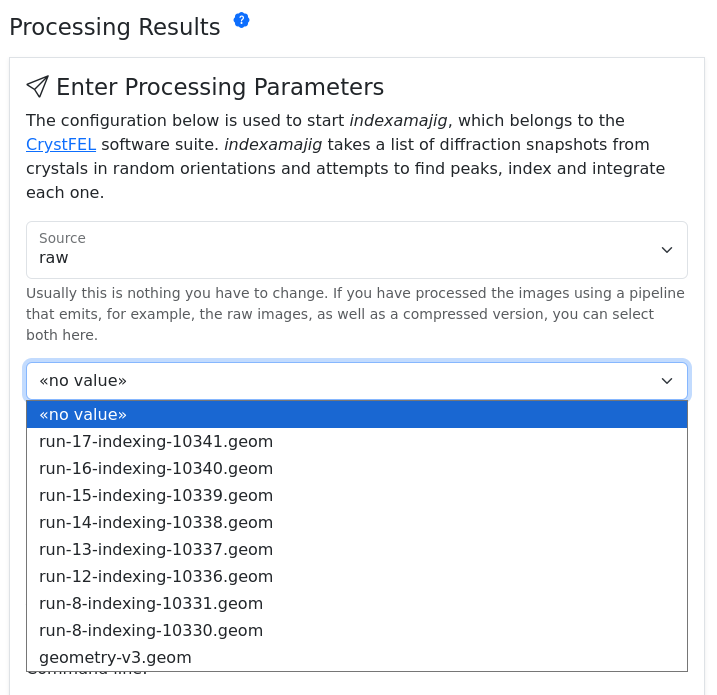 Processing Results ?
Enter Processing Parameters
The configuration below is used to start indexamajig, which belongs to the
CrystFEL software suite. indexamajig takes a list of diffraction snapshots from
crystals in random orientations and attempts to find peaks, index and integrate
each one.
Source
raw
Usually this is nothing you have to change. If you have processed the images using a pipeline
that emits, for example, the raw images, as well as a compressed version, you can select
both here.
«no value»
«no value»
run-17-indexing-10341.geom
run-16-indexing-10340.geom
run-15-indexing-10339.geom
run-14-indexing-10338.geom
run-13-indexing-10337.geom
run-12-indexing-10336.geom
run-8-indexing-10331.geom
run-8-indexing-10330.geom
geometry-v3.geom
Command line: